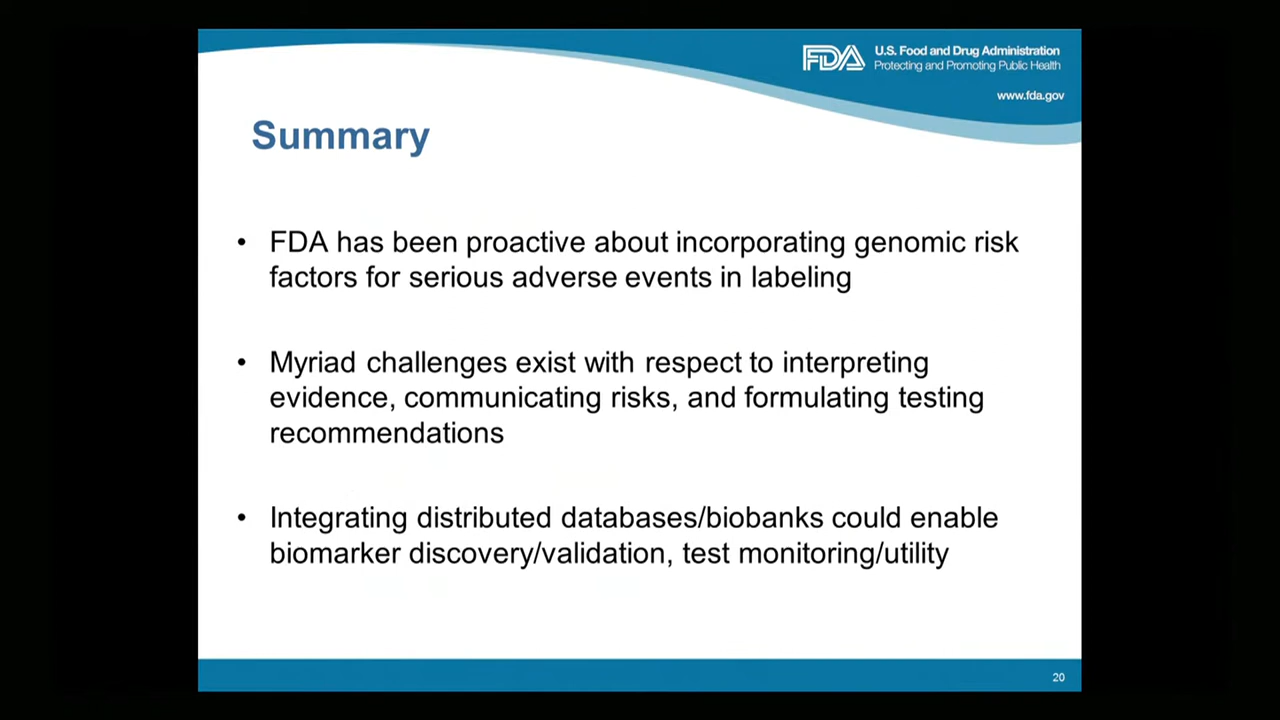 FDA U.S. Food and Drug Administration
Protecting and Promoting Public Health
www.fda.gov
Summary
• FDA has been proactive about incorporating genomic risk
factors for serious adverse events in labeling
• Myriad challenges exist with respect to interpreting
evidence, communicating risks, and formulating testing
recommendations
• Integrating distributed databases/biobanks could enable
biomarker discovery/validation, test monitoring/utility
20